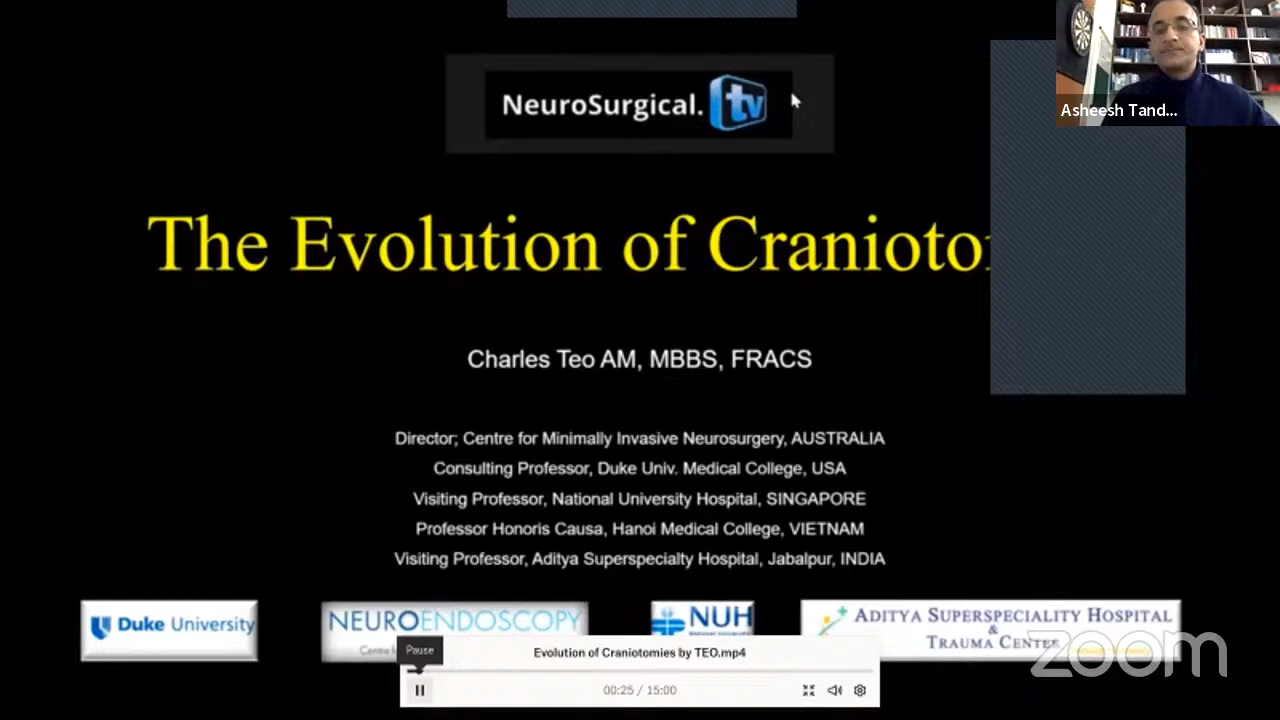 NeuroSurgical.tv
Asheesh Tand...
The Evolution of Cranioto
Charles Teo AM, MBBS, FRACS
Director; Centre for Minimally Invasive Neurosurgery, AUSTRALIA
Consulting Professor, Duke Univ. Medical College, USA
Visiting Professor, National University Hospital, SINGAPORE
Professor Honoris Causa, Hanoi Medical College, VIETNAM
Visiting Professor, Aditya Superspecialty Hospital, Jabalpur, INDIA
Duke University
NEUROENDOSCOPY
NUH
ADITYA SUPERSPECIALITY HOSPITAL
&
TRAUMA CENTER
zoom
Pause
Evolution of Craniotomies by TEO.mp4
00:25 / 15:00